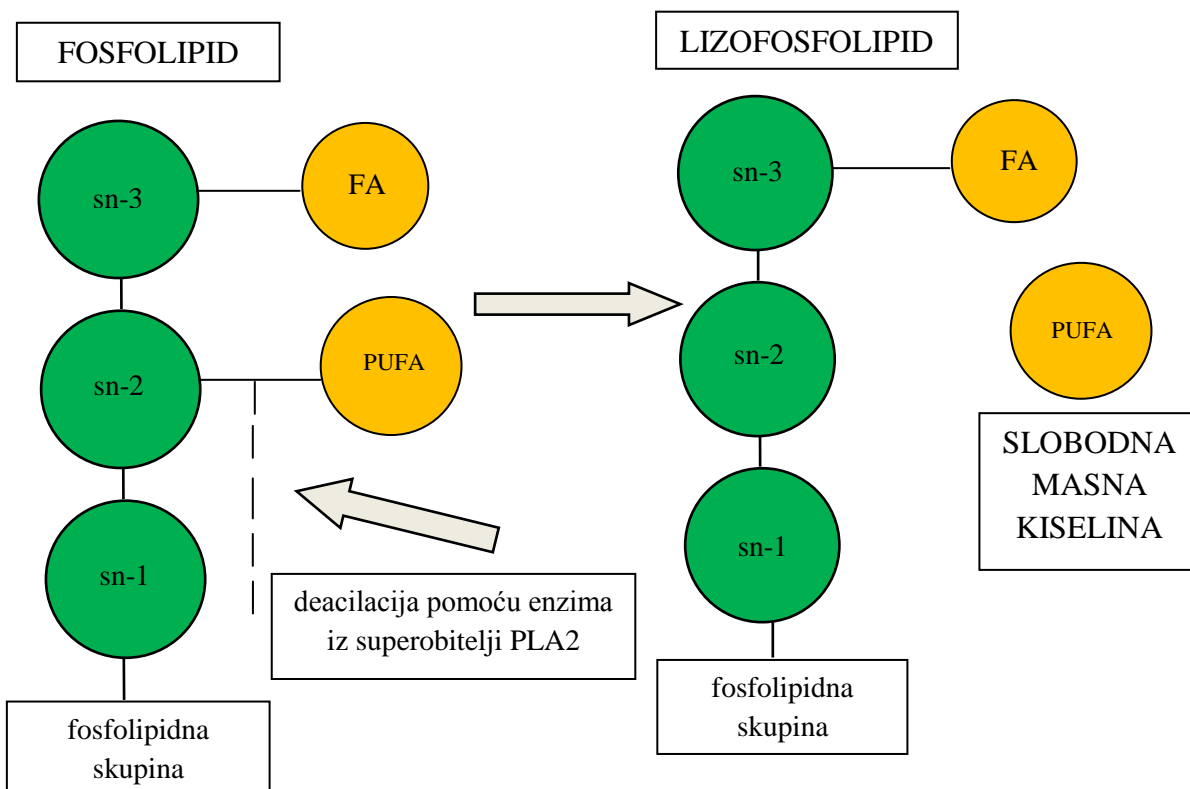 FOSFOLIPID
sn-3
FA
sn-2
PUFA
sn-1
deacilacija pomoću enzima
iz superobitelji PLA2
fosfolipidna
skupina
LIZOFOSFOLIPID
sn-3
FA
sn-2
PUFA
SLOBODNA
MASNA
KISELINA
sn-1
fosfolipidna
skupina